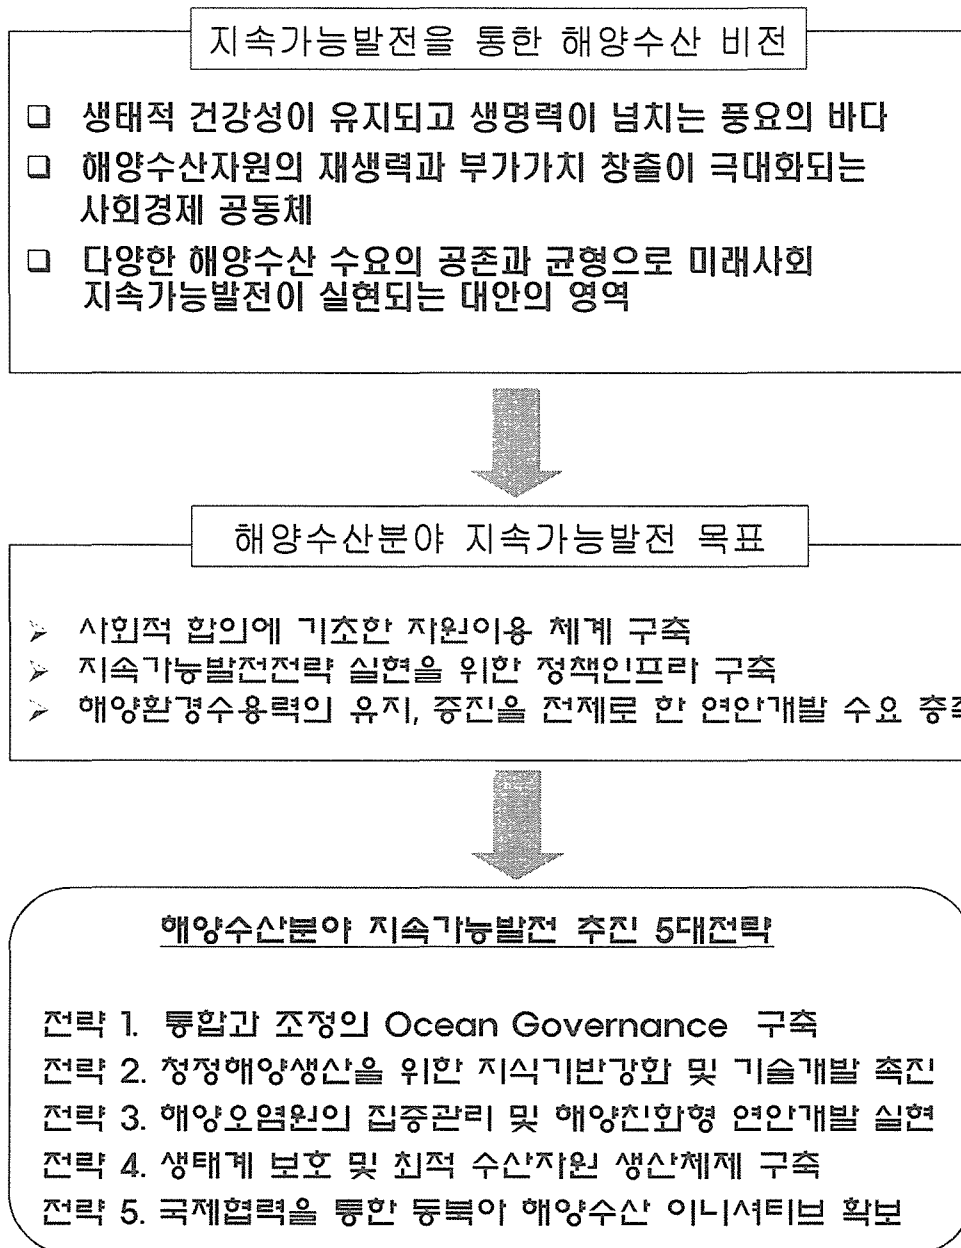 지속가능발전을 통한 해양수산 비전
❑ 생태적 건강성이 유지되고 생명력이 넘치는 풍요의 바다
❑ 해양수산자원의 재생력과 부가가치 창출이 극대화되는
사회경제 공동체
❑ 다양한 해양수산 수요의 공존과 균형으로 미래사회
지속가능발전이 실현되는 대안의 영역
해양수산분야 지속가능발전 목표
➢ 사회적 합의에 기초한 자원이용 체계 구축
➢ 지속가능발전전략 실현을 위한 정책인프라 구축
➢ 해양환경수용력의 유지, 증진을 전제로 한 연안개발 수요 충족
해양수산분야 지속가능발전 추진 5대전략
전략 1. 통합과 조정의 Ocean Governance 구축
전략 2. 청정해양생산을 위한 지식기반강화 및 기술개발 촉진
전략 3. 해양오염원의 집중관리 및 해양친화형 연안개발 실현
전략 4. 생태계 보호 및 최적 수산자원 생산체제 구축
전략 5. 국제협력을 통한 동북아 해양수산 이니셔티브 확보